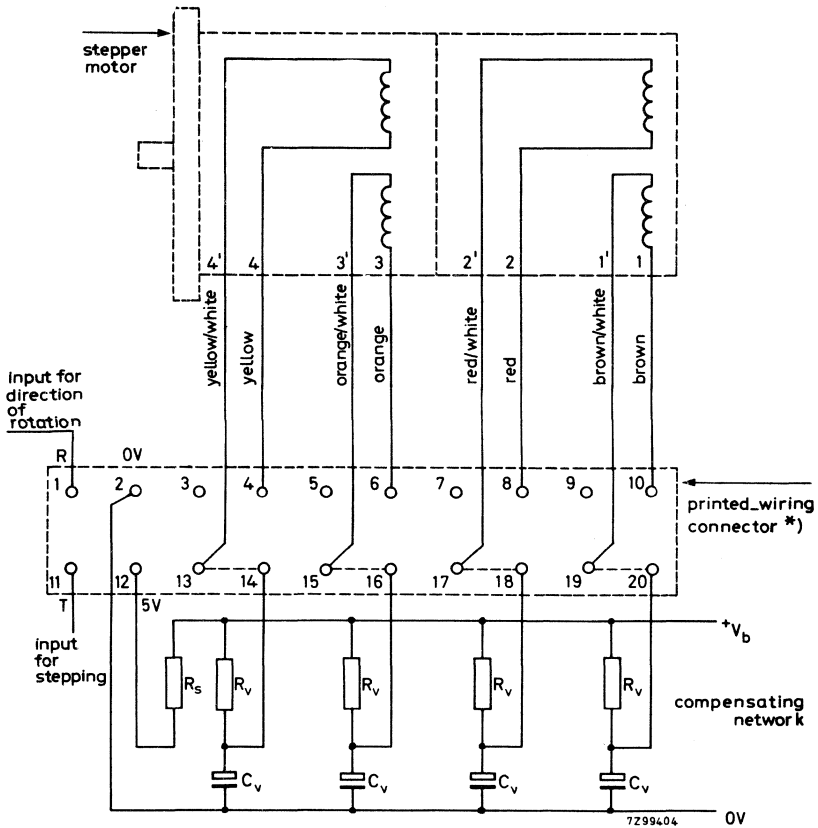 stepper
motor
4' 4 3' 3 2' 2 1' 1
yellow/white
yellow
orange/white
orange
red/white
red
brown/white
brown
input for
direction
of
rotation
R 0V
1 2 3 4 5 6 7 8 9 10
printed_wiring
connector *)
11 12 13 14 15 16 17 18 19 20
T 5V
input
for
stepping
+Vb
Rs Rv Rv Rv Rv
compensating
network
Cv Cv Cv Cv
7Z99404 0V